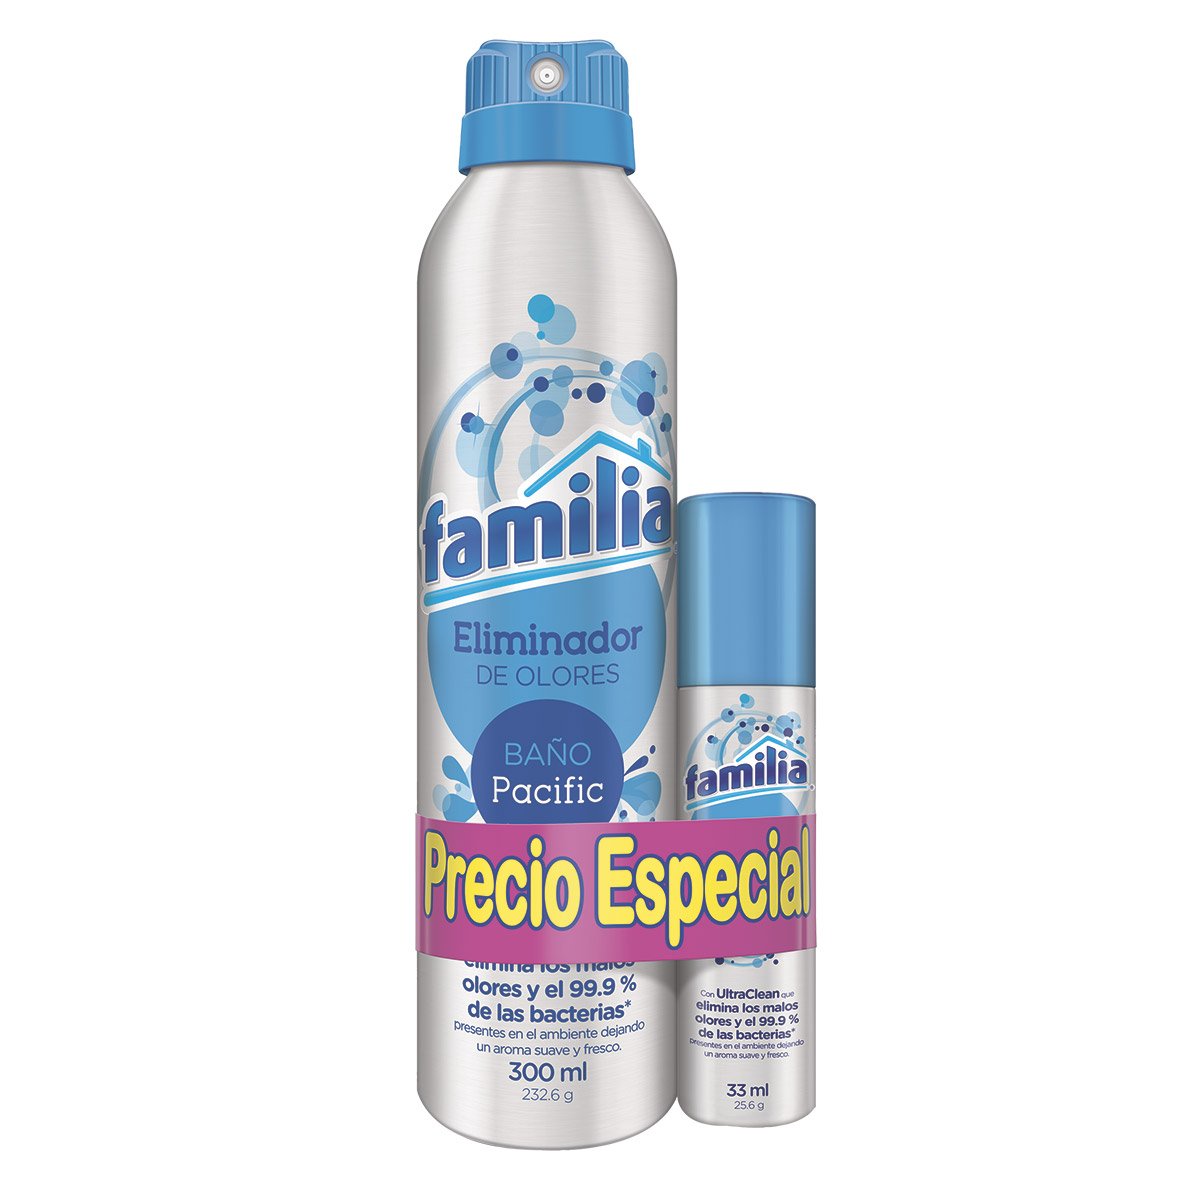 familia
Eliminador
DE OLORES
BAÑO
Pacific
Precio Especial
elimina los malos
olores y el 99.9 %
de las bacterias*
presentes en el ambiente dejando
un aroma suave y fresco.
300 ml
232.6 g
familia
Con UltraClean que
elimina los malos
olores y el 99.9 %
de las bacterias*
presentes en el ambiente dejando
un aroma suave y fresco.
33 ml
25.6 g